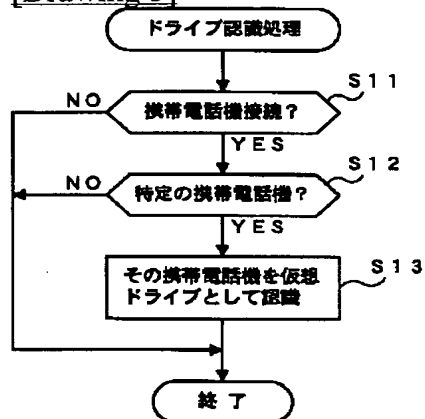 ドライブ認識処理
S11
NO
携帯電話機接続？
YES
S12
NO
特定の携帯電話機？
YES
その携帯電話機を仮想
ドライブとして認識
S13
終了